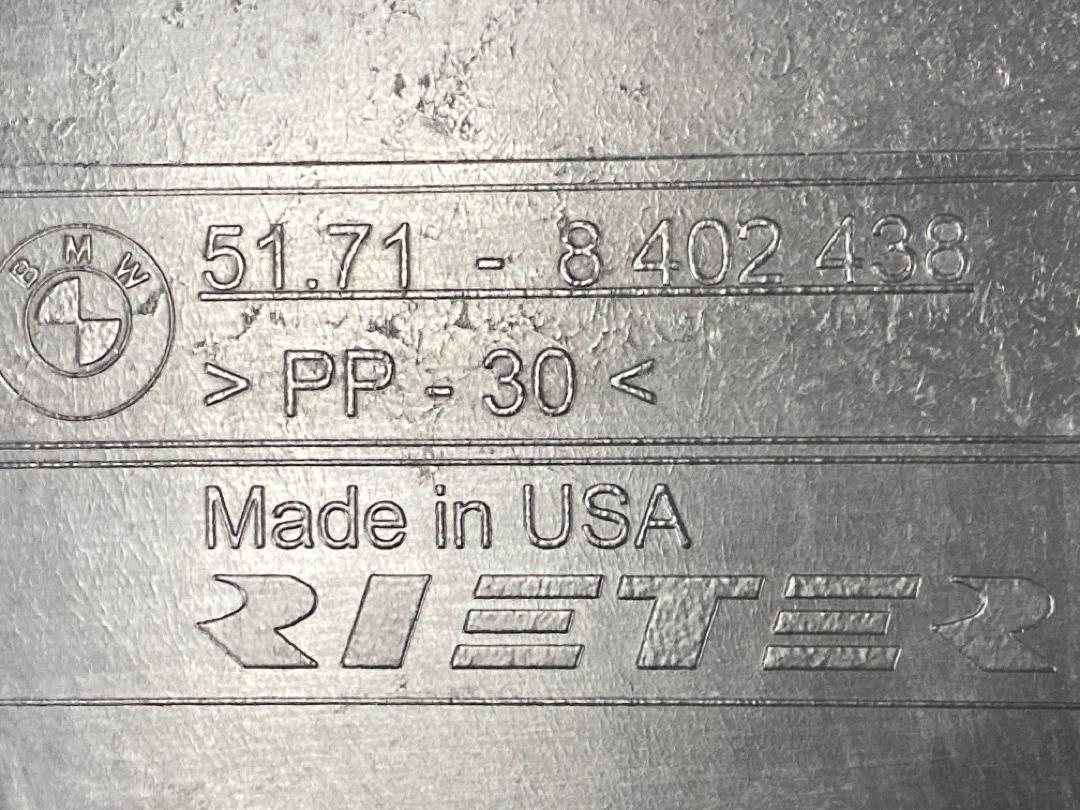 BMW
51.71 - 8 402 438
> PP - 30 <
Made in USA
RIETER